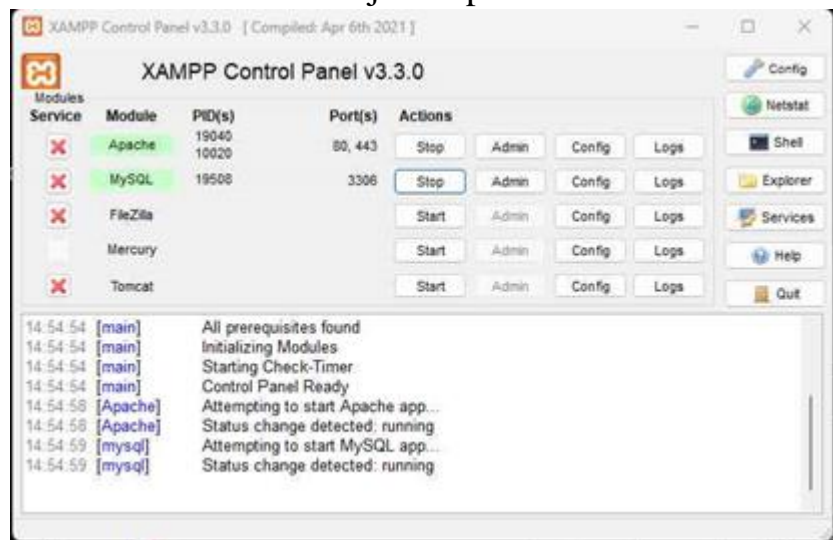 XAMPP Control Panel v3.3.0 [ Compiled: Apr 6th 2021 ]
XAMPP Control Panel v3.3.0
Config
Modules
Service Module PID(s) Port(s) Actions
Netstat
Apache 19040 10020 80, 443 Stop Admin Config Logs
Shell
MySQL 19508 3306 Stop Admin Config Logs
Explorer
FileZilla Start Admin Config Logs
Services
Mercury Start Admin Config Logs
Help
Tomcat Start Admin Config Logs
Quit
14:54:54 [main] All prerequisites found
14:54:54 [main] Initializing Modules
14:54:54 [main] Starting Check-Timer
14:54:54 [main] Control Panel Ready
14:54:58 [Apache] Attempting to start Apache app...
14:54:58 [Apache] Status change detected: running
14:54:59 [mysql] Attempting to start MySQL app...
14:54:59 [mysql] Status change detected: running